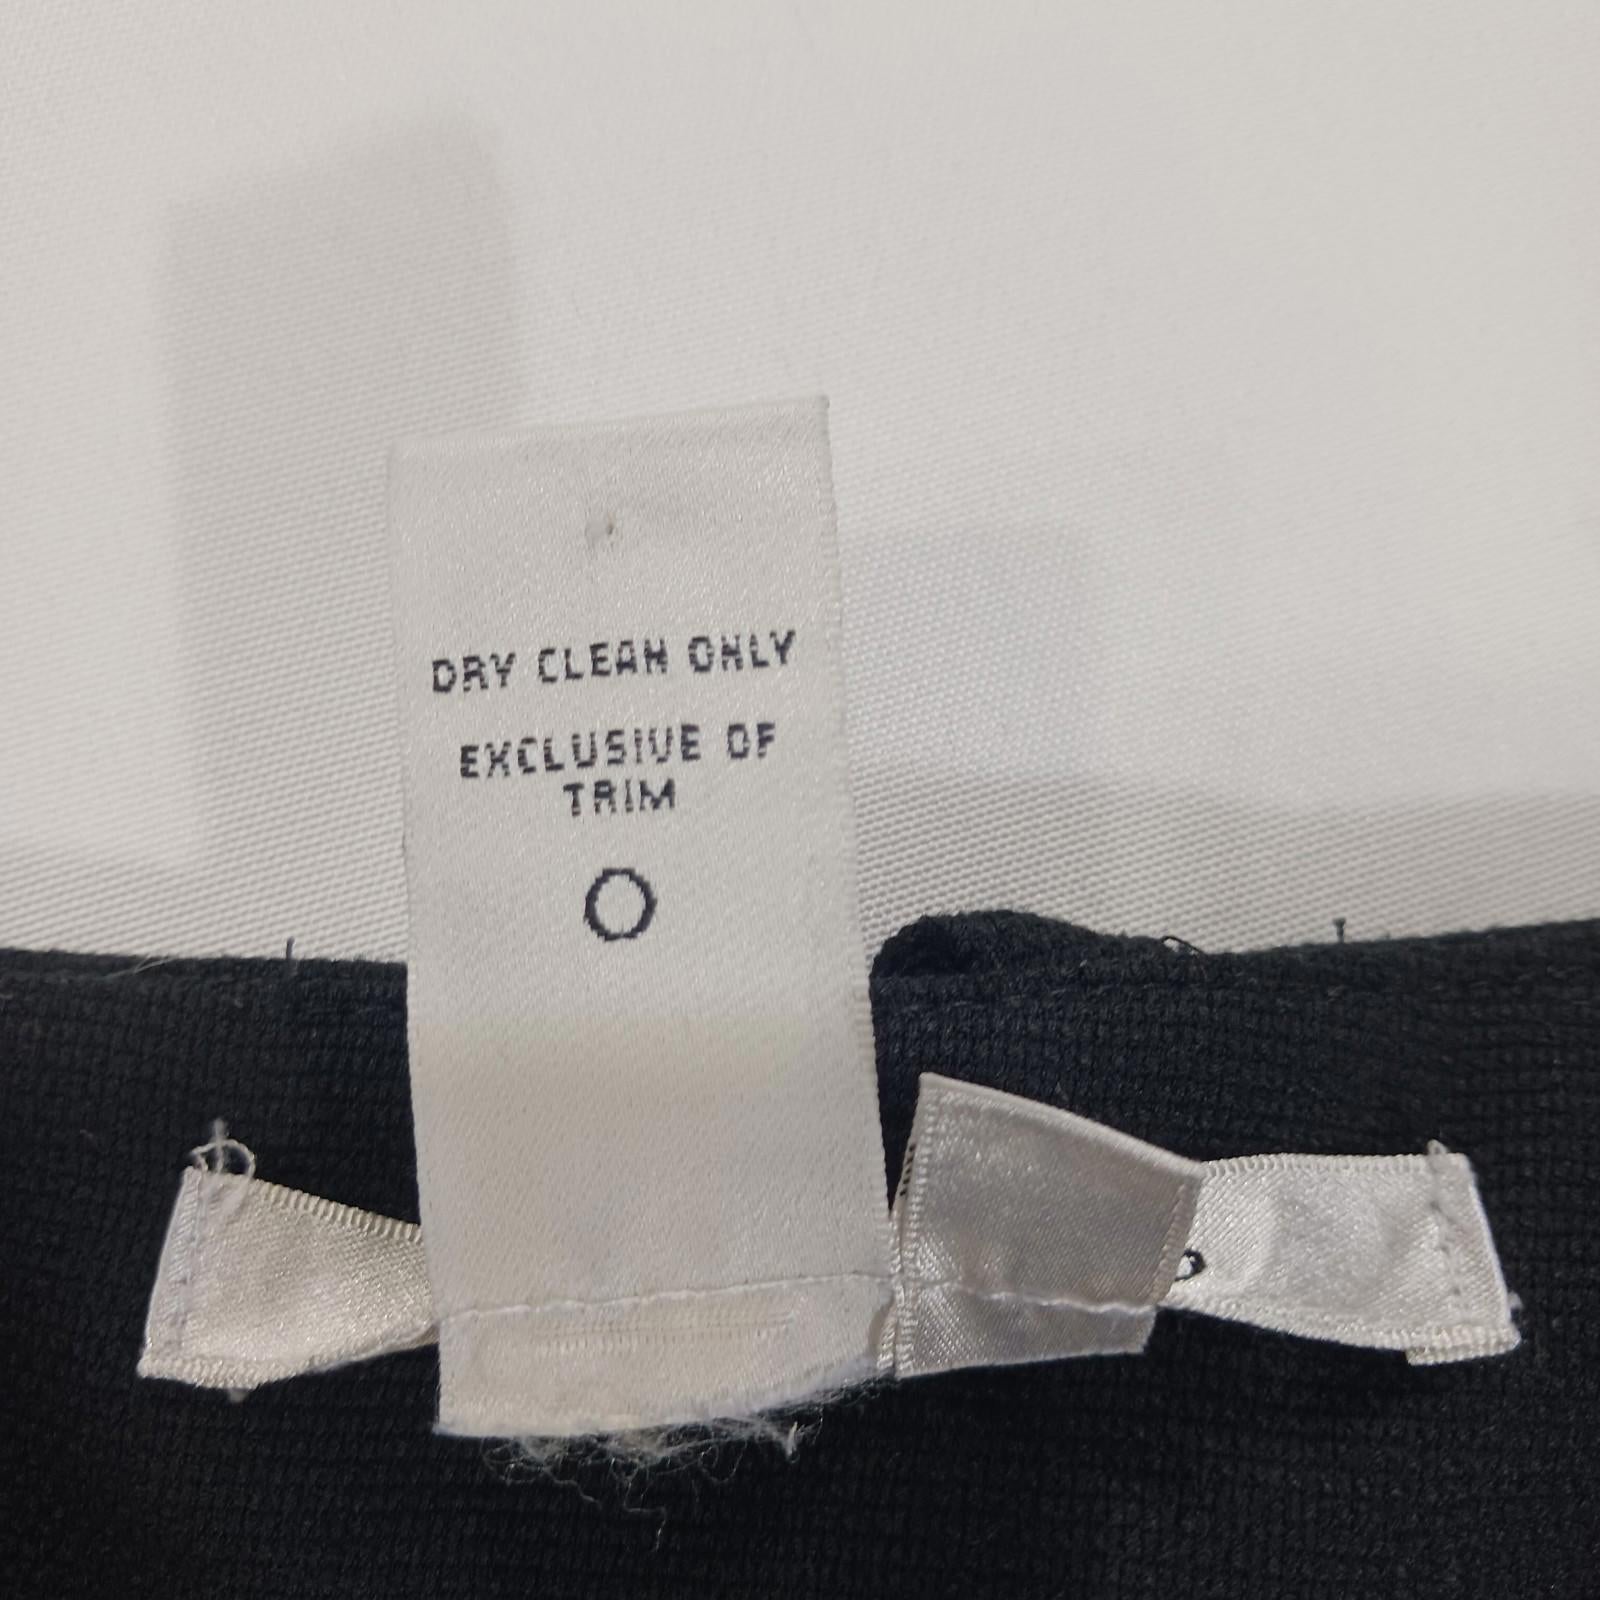 DRY CLEAN ONLY
EXCLUSIVE OF
TRIM